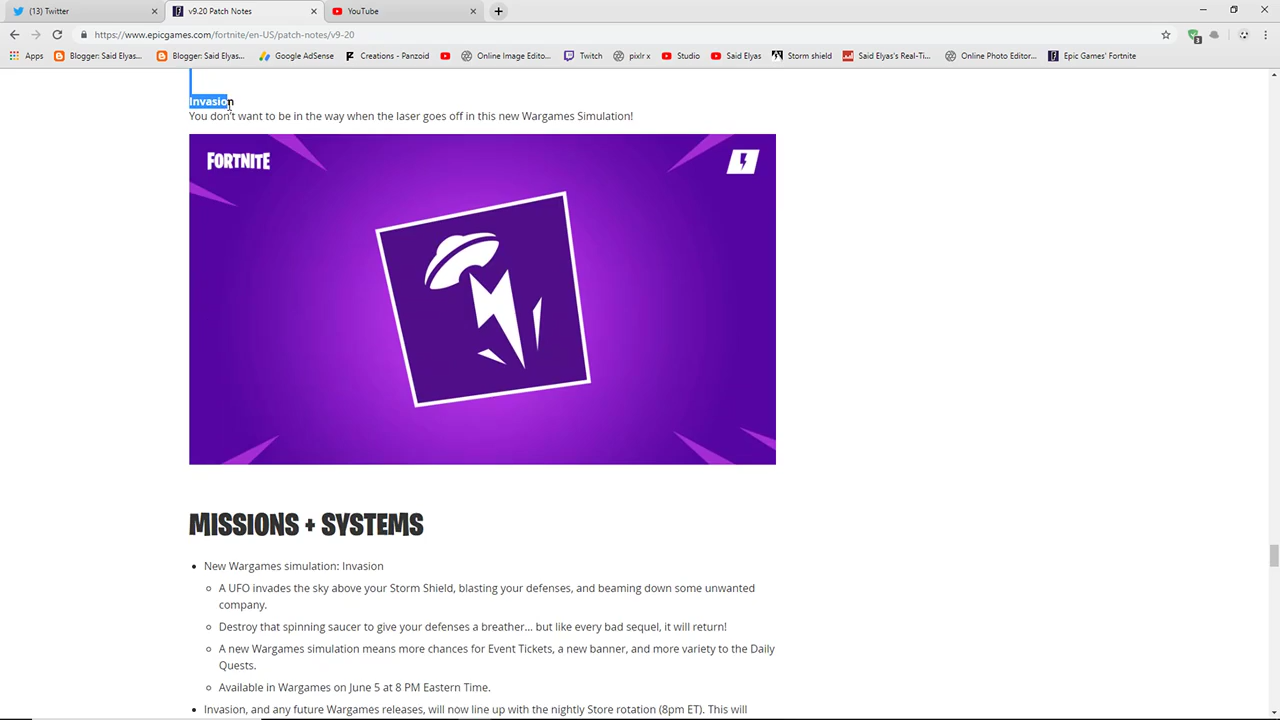 (13) Twitter
v9.20 Patch Notes
YouTube
https://www.epicgames.com/fortnite/en-US/patch-notes/v9-20
3
Apps
Blogger: Said Elyas...
Blogger: Said Elyas...
Google AdSense
Creations - Panzoid
Online Image Edito...
Twitch
pixlr x
Studio
Said Elyas
Storm shield
Said Elyas's Real-Ti...
Online Photo Editor...
Epic Games' Fortnite
Invasion
You don't want to be in the way when the laser goes off in this new Wargames Simulation!
FORTNITE
MISSIONS + SYSTEMS
New Wargames simulation: Invasion
A UFO invades the sky above your Storm Shield, blasting your defenses, and beaming down some unwanted
company.
Destroy that spinning saucer to give your defenses a breather... but like every bad sequel, it will return!
A new Wargames simulation means more chances for Event Tickets, a new banner, and more variety to the Daily
Quests.
Available in Wargames on June 5 at 8 PM Eastern Time.
Invasion, and any future Wargames releases, will now line up with the nightly Store rotation (8pm ET). This will